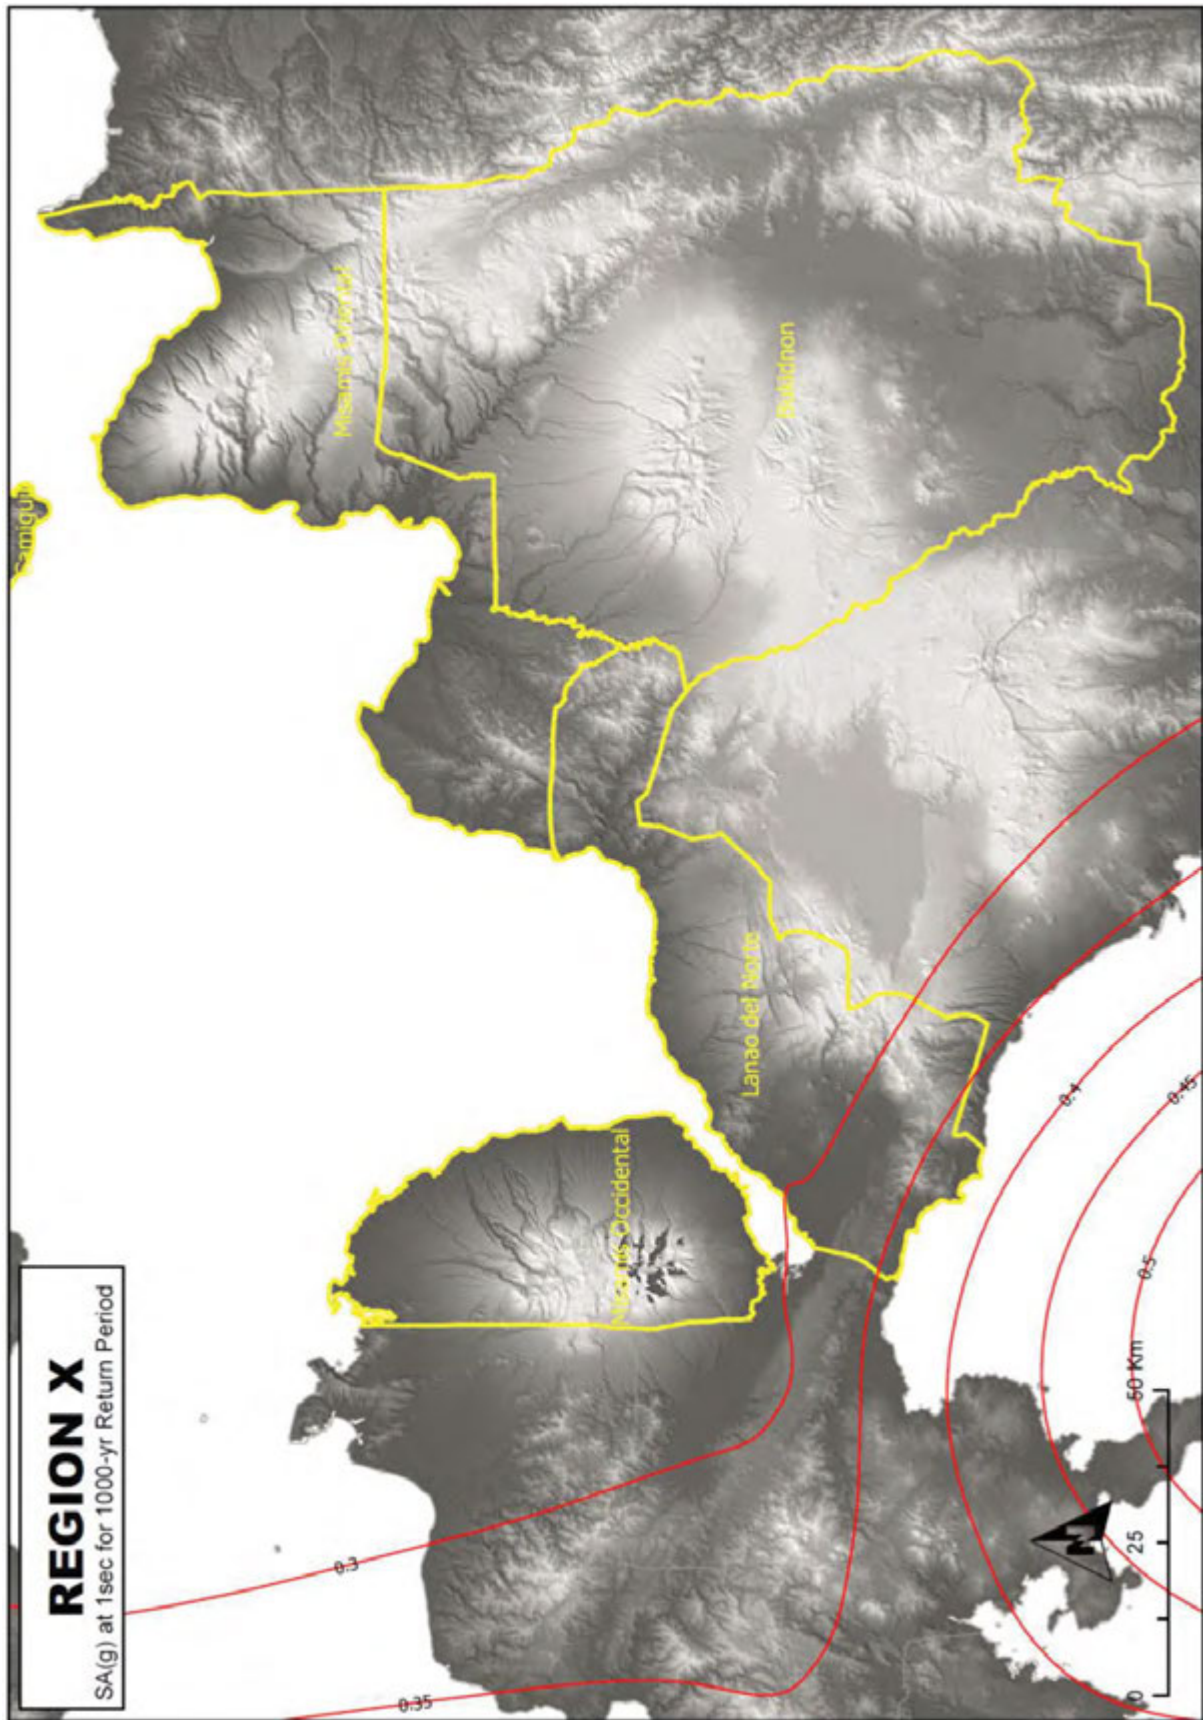 REGION X
SA(g) at 1sec for 1000-yr Return Period
Camiguin
Misamis Oriental
Bukidnon
Lanao del Norte
Misamis Occidental
0.3
0.35
0.4
0.45
0.5
N
0 25 50 Km